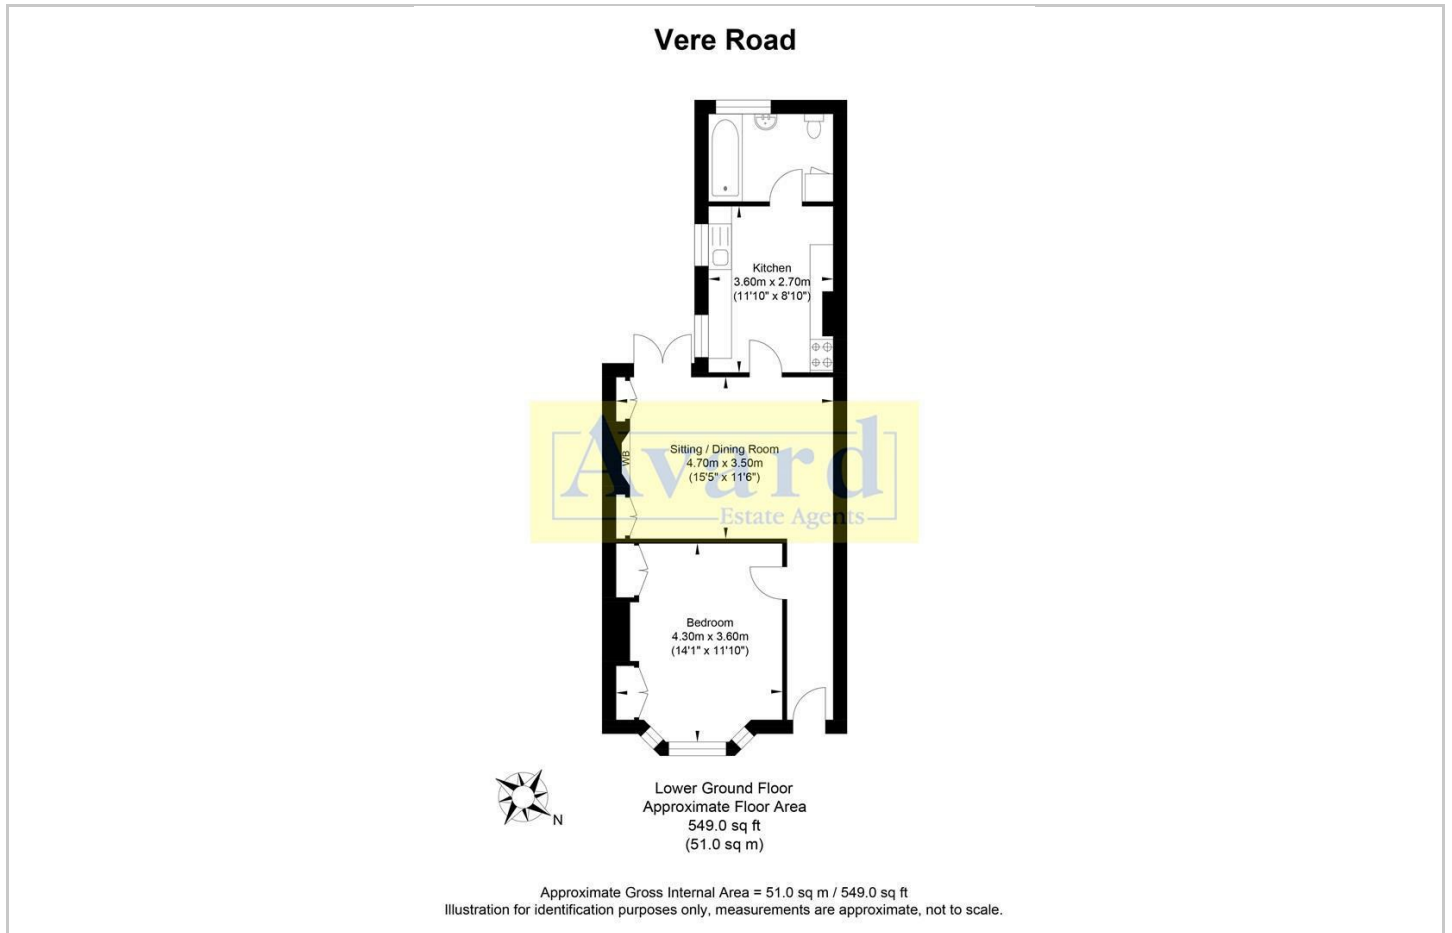 Vere Road
Kitchen
3.60m x 2.70m
(11'10" x 8'10")
Avard
Estate Agents
WB
Sitting / Dining Room
4.70m x 3.50m
(15'5" x 11'6")
Bedroom
4.30m x 3.60m
(14'1" x 11'10")
N
Lower Ground Floor
Approximate Floor Area
549.0 sq ft
(51.0 sq m)
Approximate Gross Internal Area = 51.0 sq m / 549.0 sq ft
Illustration for identification purposes only, measurements are approximate, not to scale.